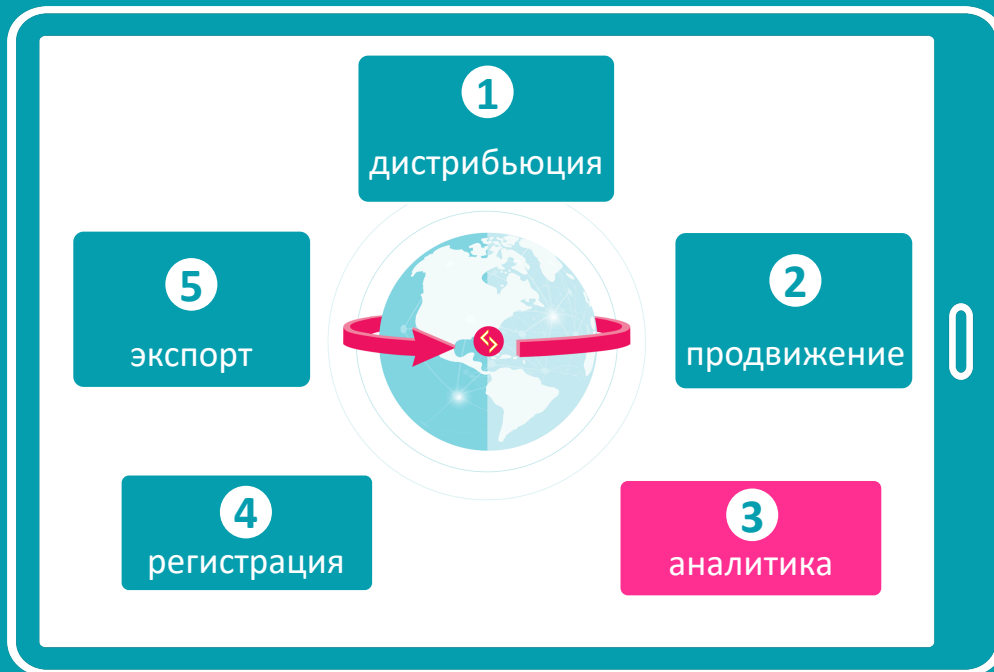 1
дистрибьюция
2
продвижение
3
аналитика
4
регистрация
5
экспорт